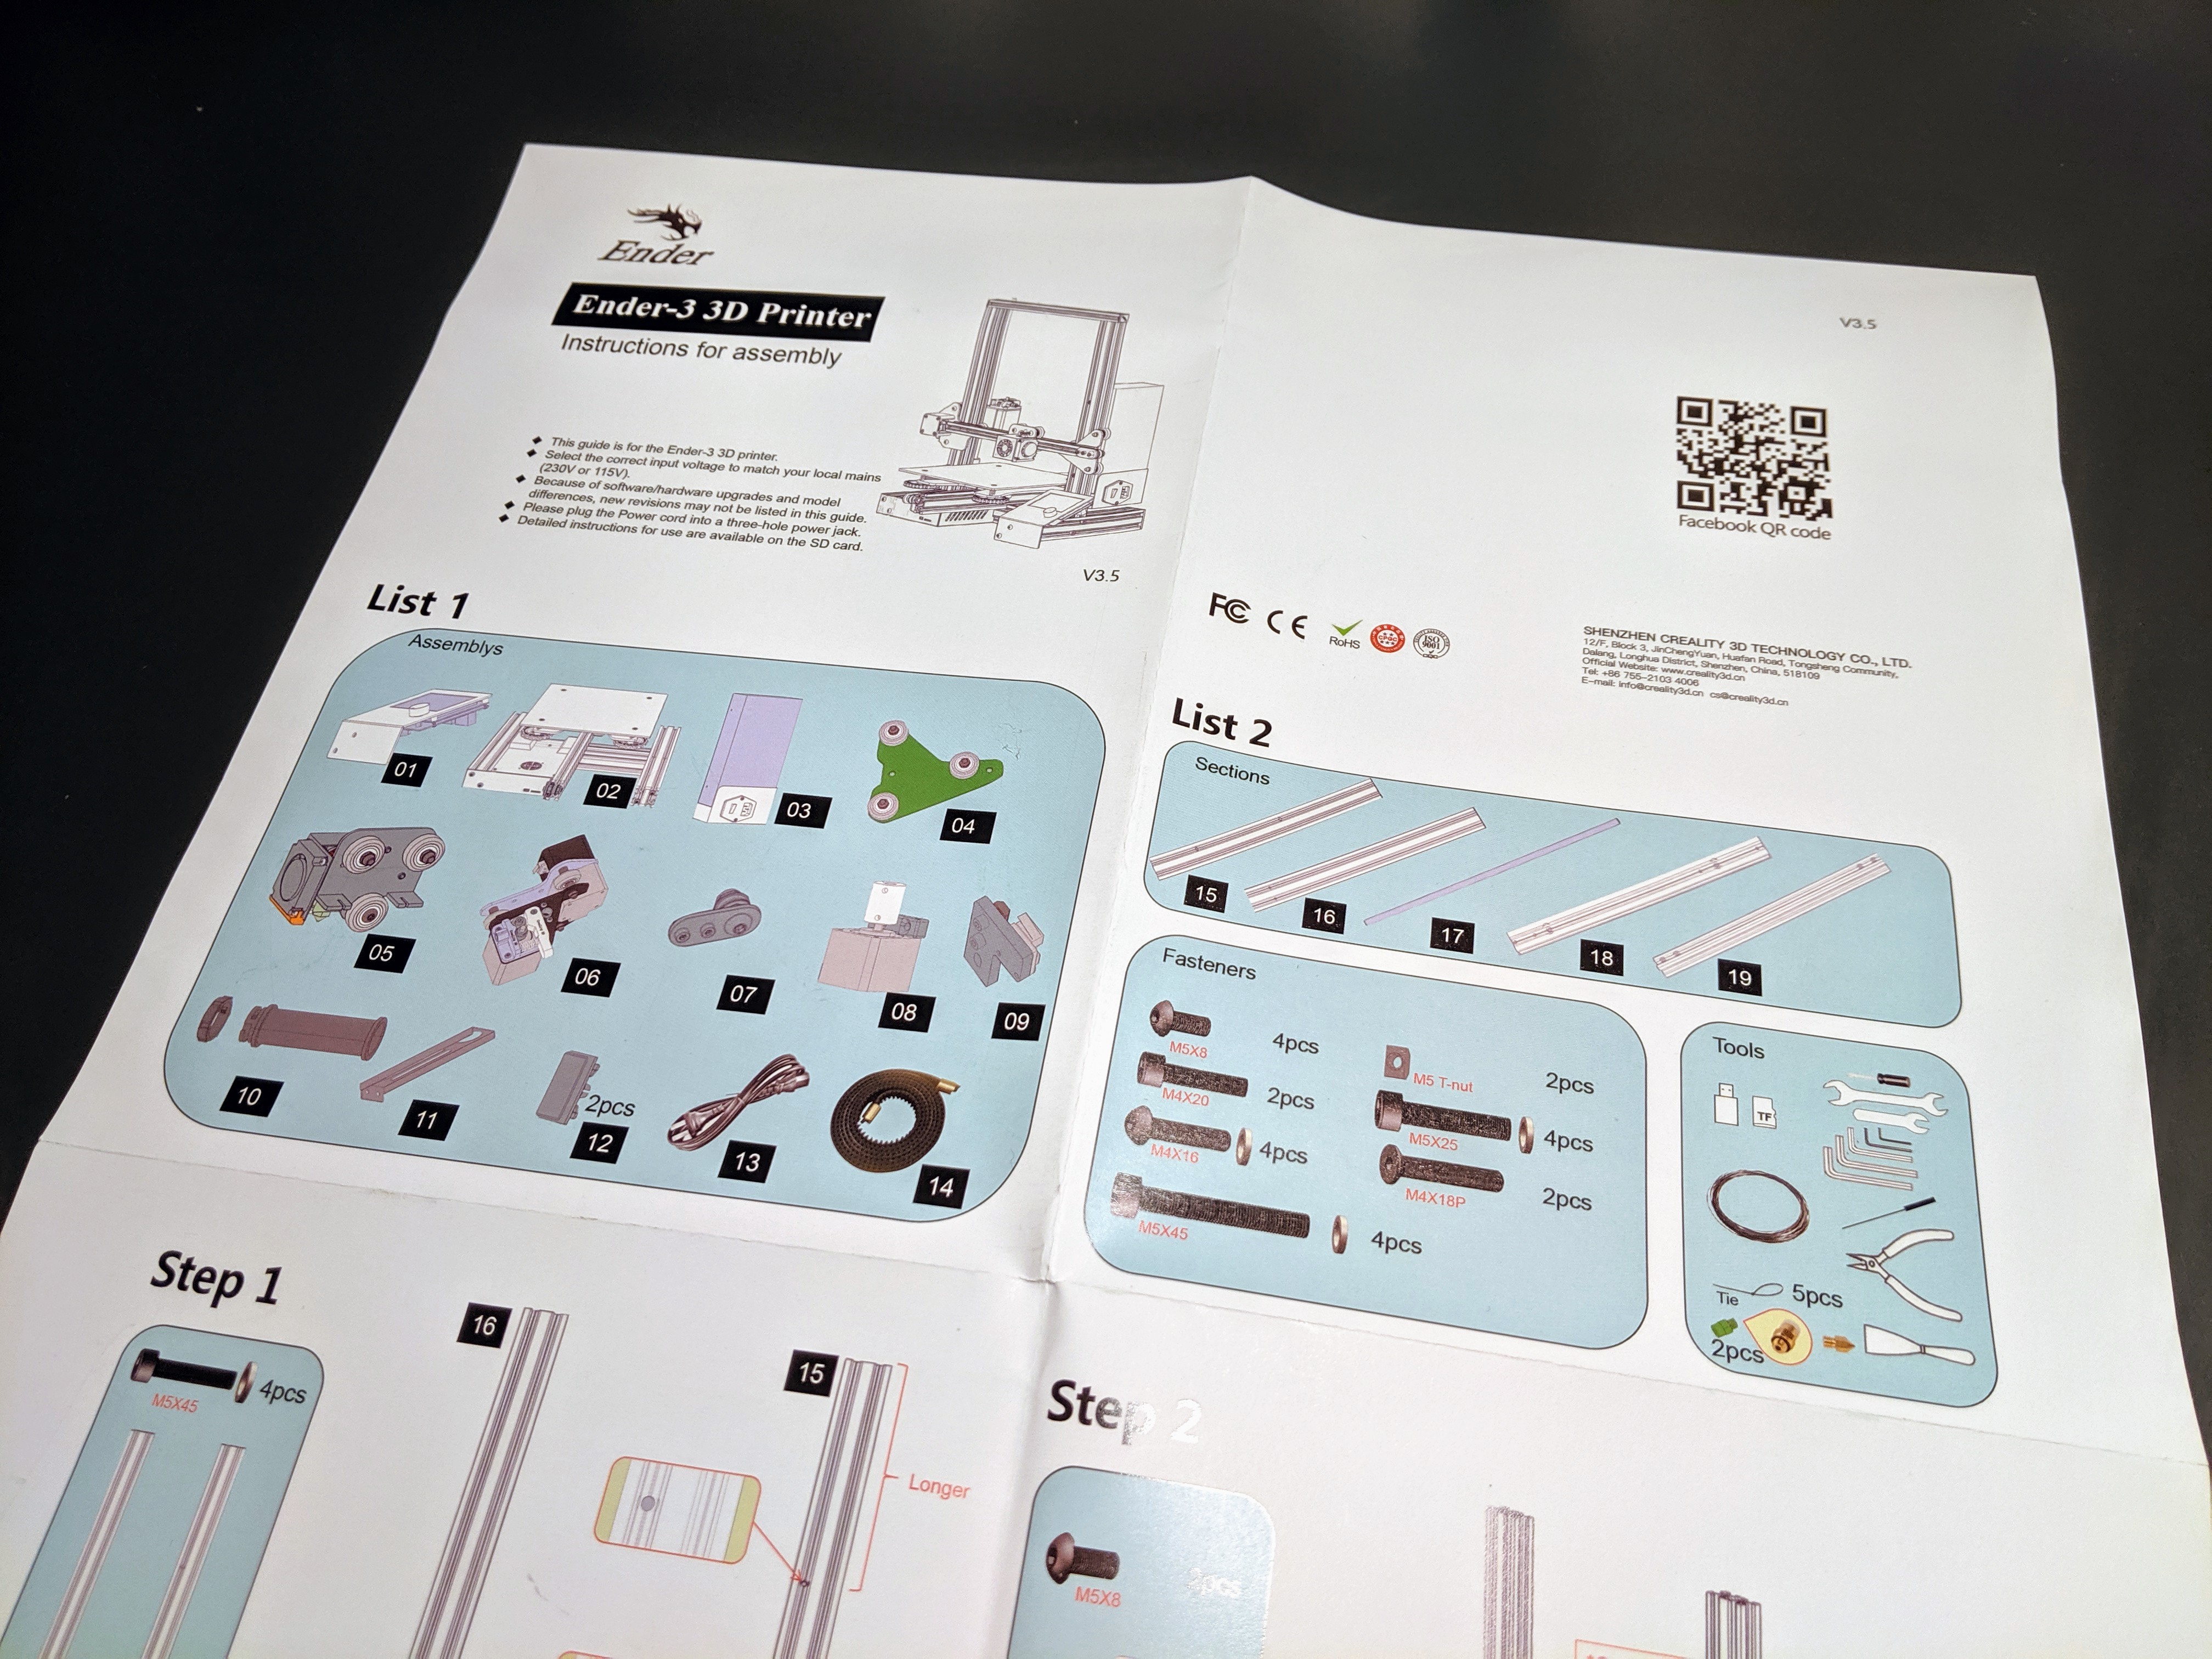 Ender
Ender-3 3D Printer
Instructions for assembly
◆ This guide is for the Ender-3 3D printer.
◆ Select the correct input voltage to match your local mains
(230V or 115V).
◆ Because of software/hardware upgrades and model
differences, new revisions may not be listed in this guide.
◆ Please plug the Power cord into a three-hole power jack.
◆ Detailed instructions for use are available on the SD card.
V3.5
V3.5
Facebook QR code
FC CE RoHS ISO 9001
SHENZHEN CREALITY 3D TECHNOLOGY CO., LTD.
12/F, Block 3, JinChengYuan, Huafan Road, Tongsheng Community,
Dalang, Longhua District, Shenzhen, China, 518109
Official Website: www.creality3d.cn
Tel: +86 755-2103 4006
E-mail: info@creality3d.cn cs@creality3d.cn
List 1
Assemblys
01
02
03
04
05
06
07
08
09
10
11
2pcs
12
13
14
List 2
Sections
15
16
17
18
19
Fasteners
M5X8
4pcs
M4X20
2pcs
M4X16
4pcs
M5X45
4pcs
M5 T-nut
2pcs
M5X25
4pcs
M4X18P
2pcs
Tools
TF
Tie
5pcs
2pcs
Step 1
M5X45
4pcs
16
15
Longer
Step 2
M5X8
2pcs